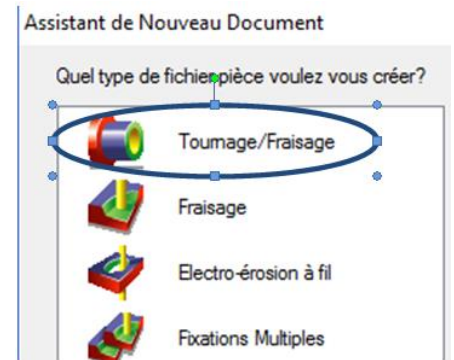 Assistant de Nouveau Document
Quel type de fichier pièce voulez vous créer?
Tournage/Fraisage
Fraisage
Electro-érosion à fil
Fixations Multiples